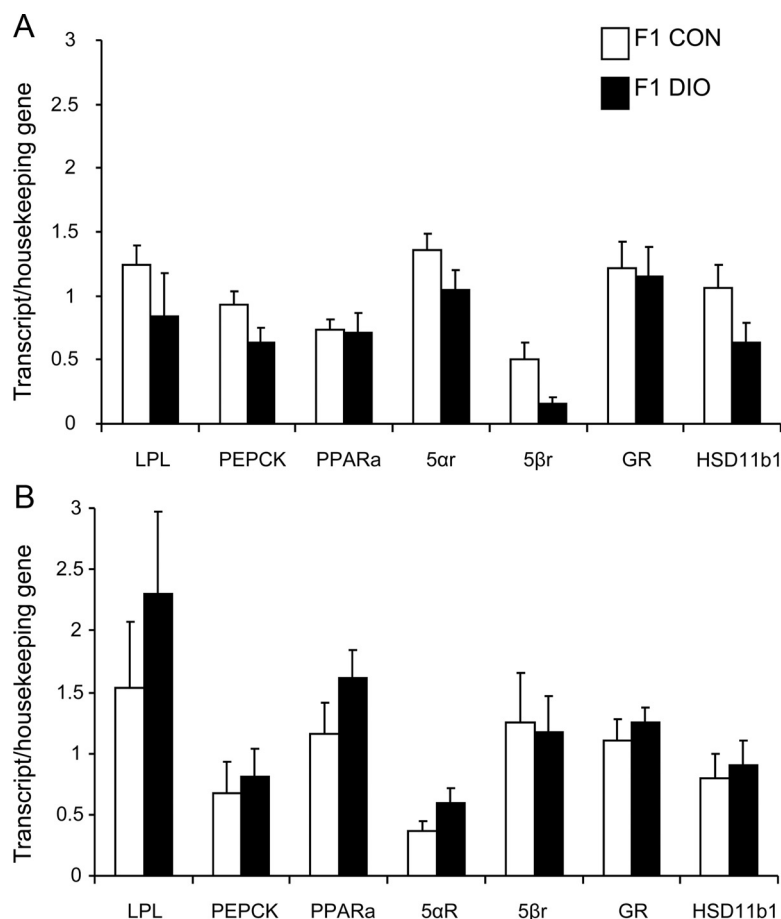 A
3
2.5
2
1.5
1
0.5
0
Transcript/housekeeping gene
F1 CON
F1 DIO
LPL PEPCK PPARa 5αr 5βr GR HSD11b1
B
3
2.5
2
1.5
1
0.5
0
Transcript/housekeeping gene
LPL PEPCK PPARa 5αR 5βr GR HSD11b1